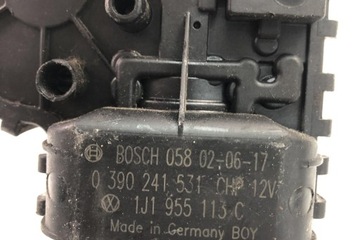 BOSCH 058 02-06-17
0 390 241 531 CHP 12V
1J1 955 113 C
Made in Germany BOY